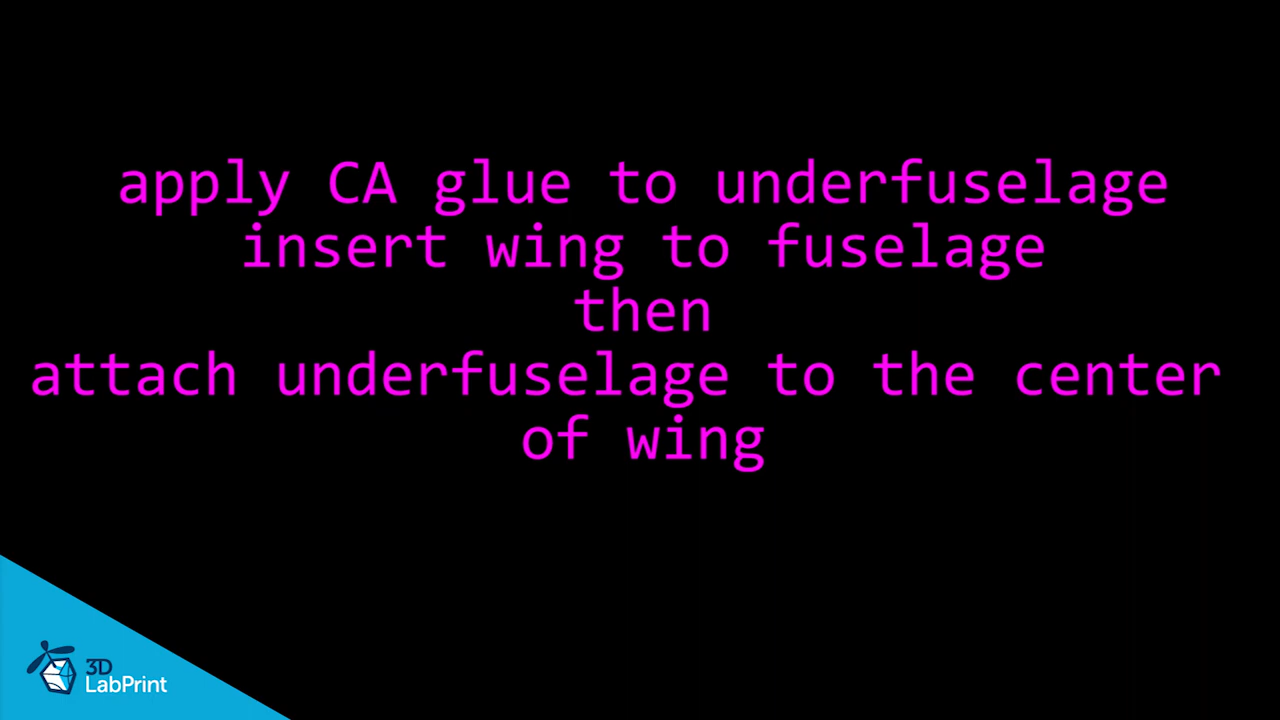 apply CA glue to underfuselage
insert wing to fuselage
then
attach underfuselage to the center
of wing
3D
LabPrint